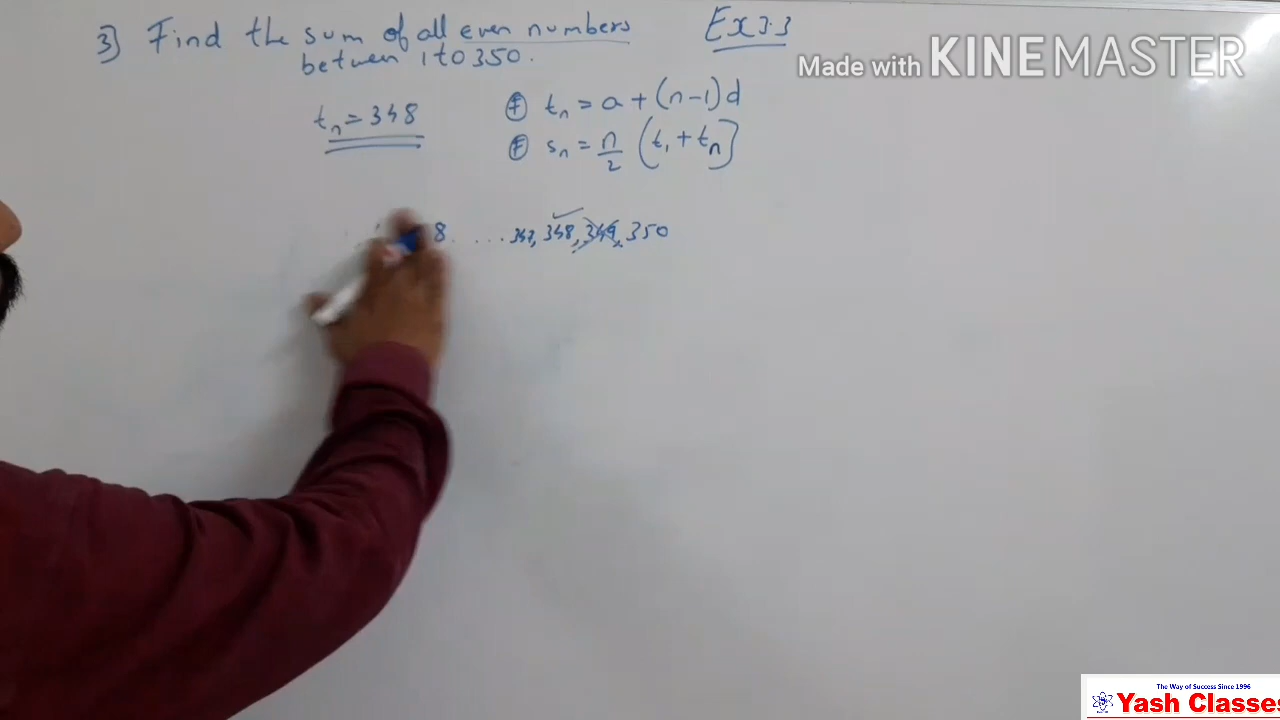 3) Find the sum of all even numbers
between 1 to 350.
Ex 3.3
Made with KINEMASTER
tn = 348
F tn = a + (n-1)d
F sn = n/2 [t1 + tn]
8. ... 347, 348, 349, 350
The Way of Success Since 1996
Yash Classes